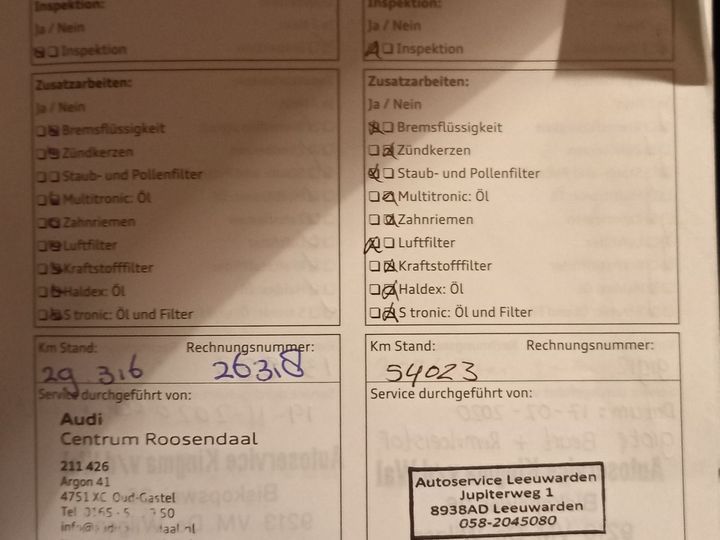 Inspektion:
Ja / Nein
Inspektion
Zusatzarbeiten:
Ja / Nein
Bremsflüssigkeit
Zündkerzen
Staub- und Pollenfilter
Multitronic: Öl
Zahnriemen
Luftfilter
Kraftstofffilter
Haldex: Öl
S tronic: Öl und Filter
Km Stand: Rechnungsnummer:
29.316 26318
Service durchgeführt von:
Audi
Centrum Roosendaal
211 426
Argon 41
4751 XC Oud-Gastel
Tel 0165
Inspektion:
Ja / Nein
Inspektion
Zusatzarbeiten:
Ja / Nein
Bremsflüssigkeit
Zündkerzen
Staub- und Pollenfilter
Multitronic: Öl
Zahnriemen
Luftfilter
Kraftstofffilter
Haldex: Öl
S tronic: Öl und Filter
Km Stand: Rechnungsnummer:
54023
Service durchgeführt von:
Autoservice Leeuwarden
Jupiterweg 1
8938AD Leeuwarden
058-2045080